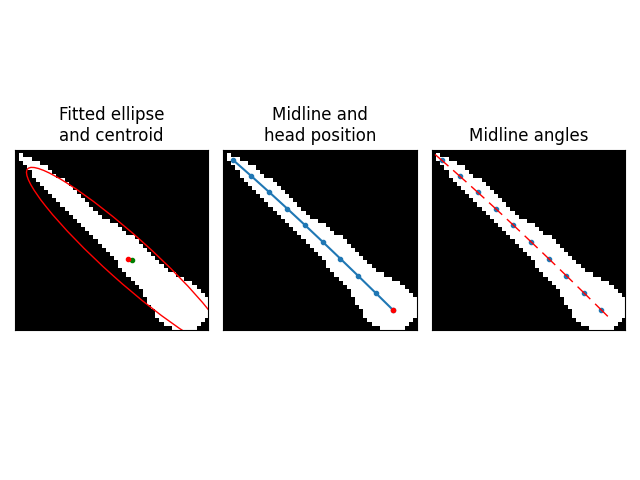 Fitted ellipse
and centroid
Midline and
head position
Midline angles